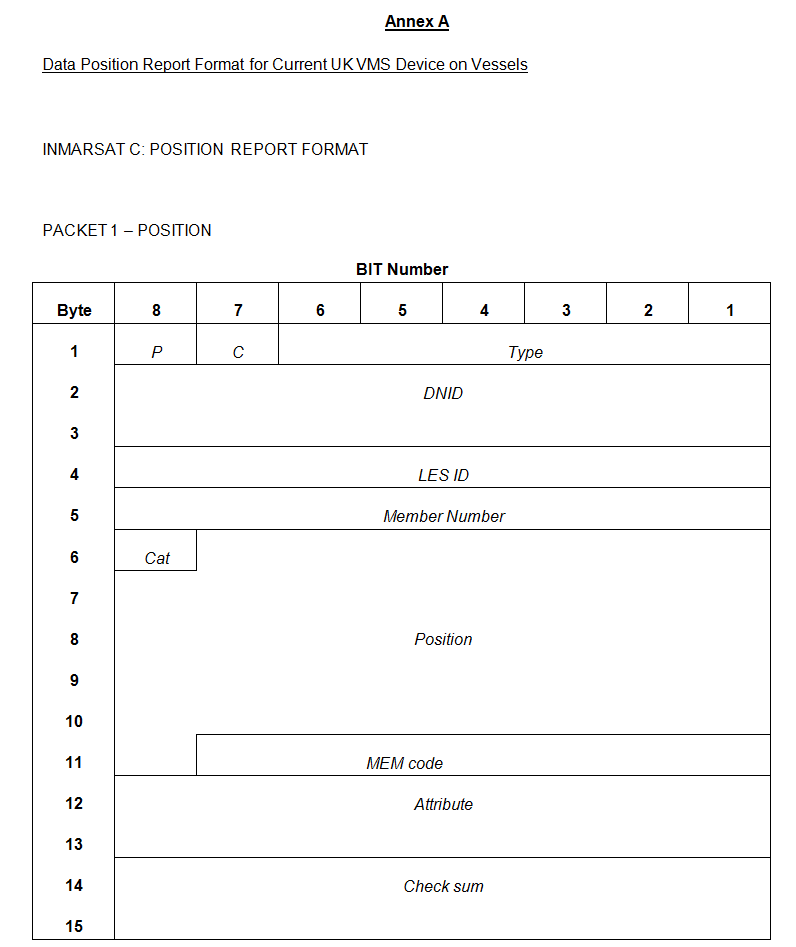 Annex A
Data Position Report Format for Current UK VMS Device on Vessels
INMARSAT C: POSITION REPORT FORMAT
PACKET 1 – POSITION
BIT Number
Byte 8 7 6 5 4 3 2 1
1 P C Type
2 DNID
3
4 LES ID
5 Member Number
6 Cat
7
8 Position
9
10
11 MEM code
12 Attribute
13
14 Check sum
15